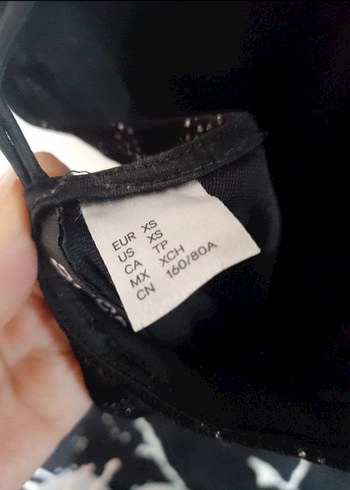 EUR XS
US XS
CA TP
MX XCH
CN 160/80A